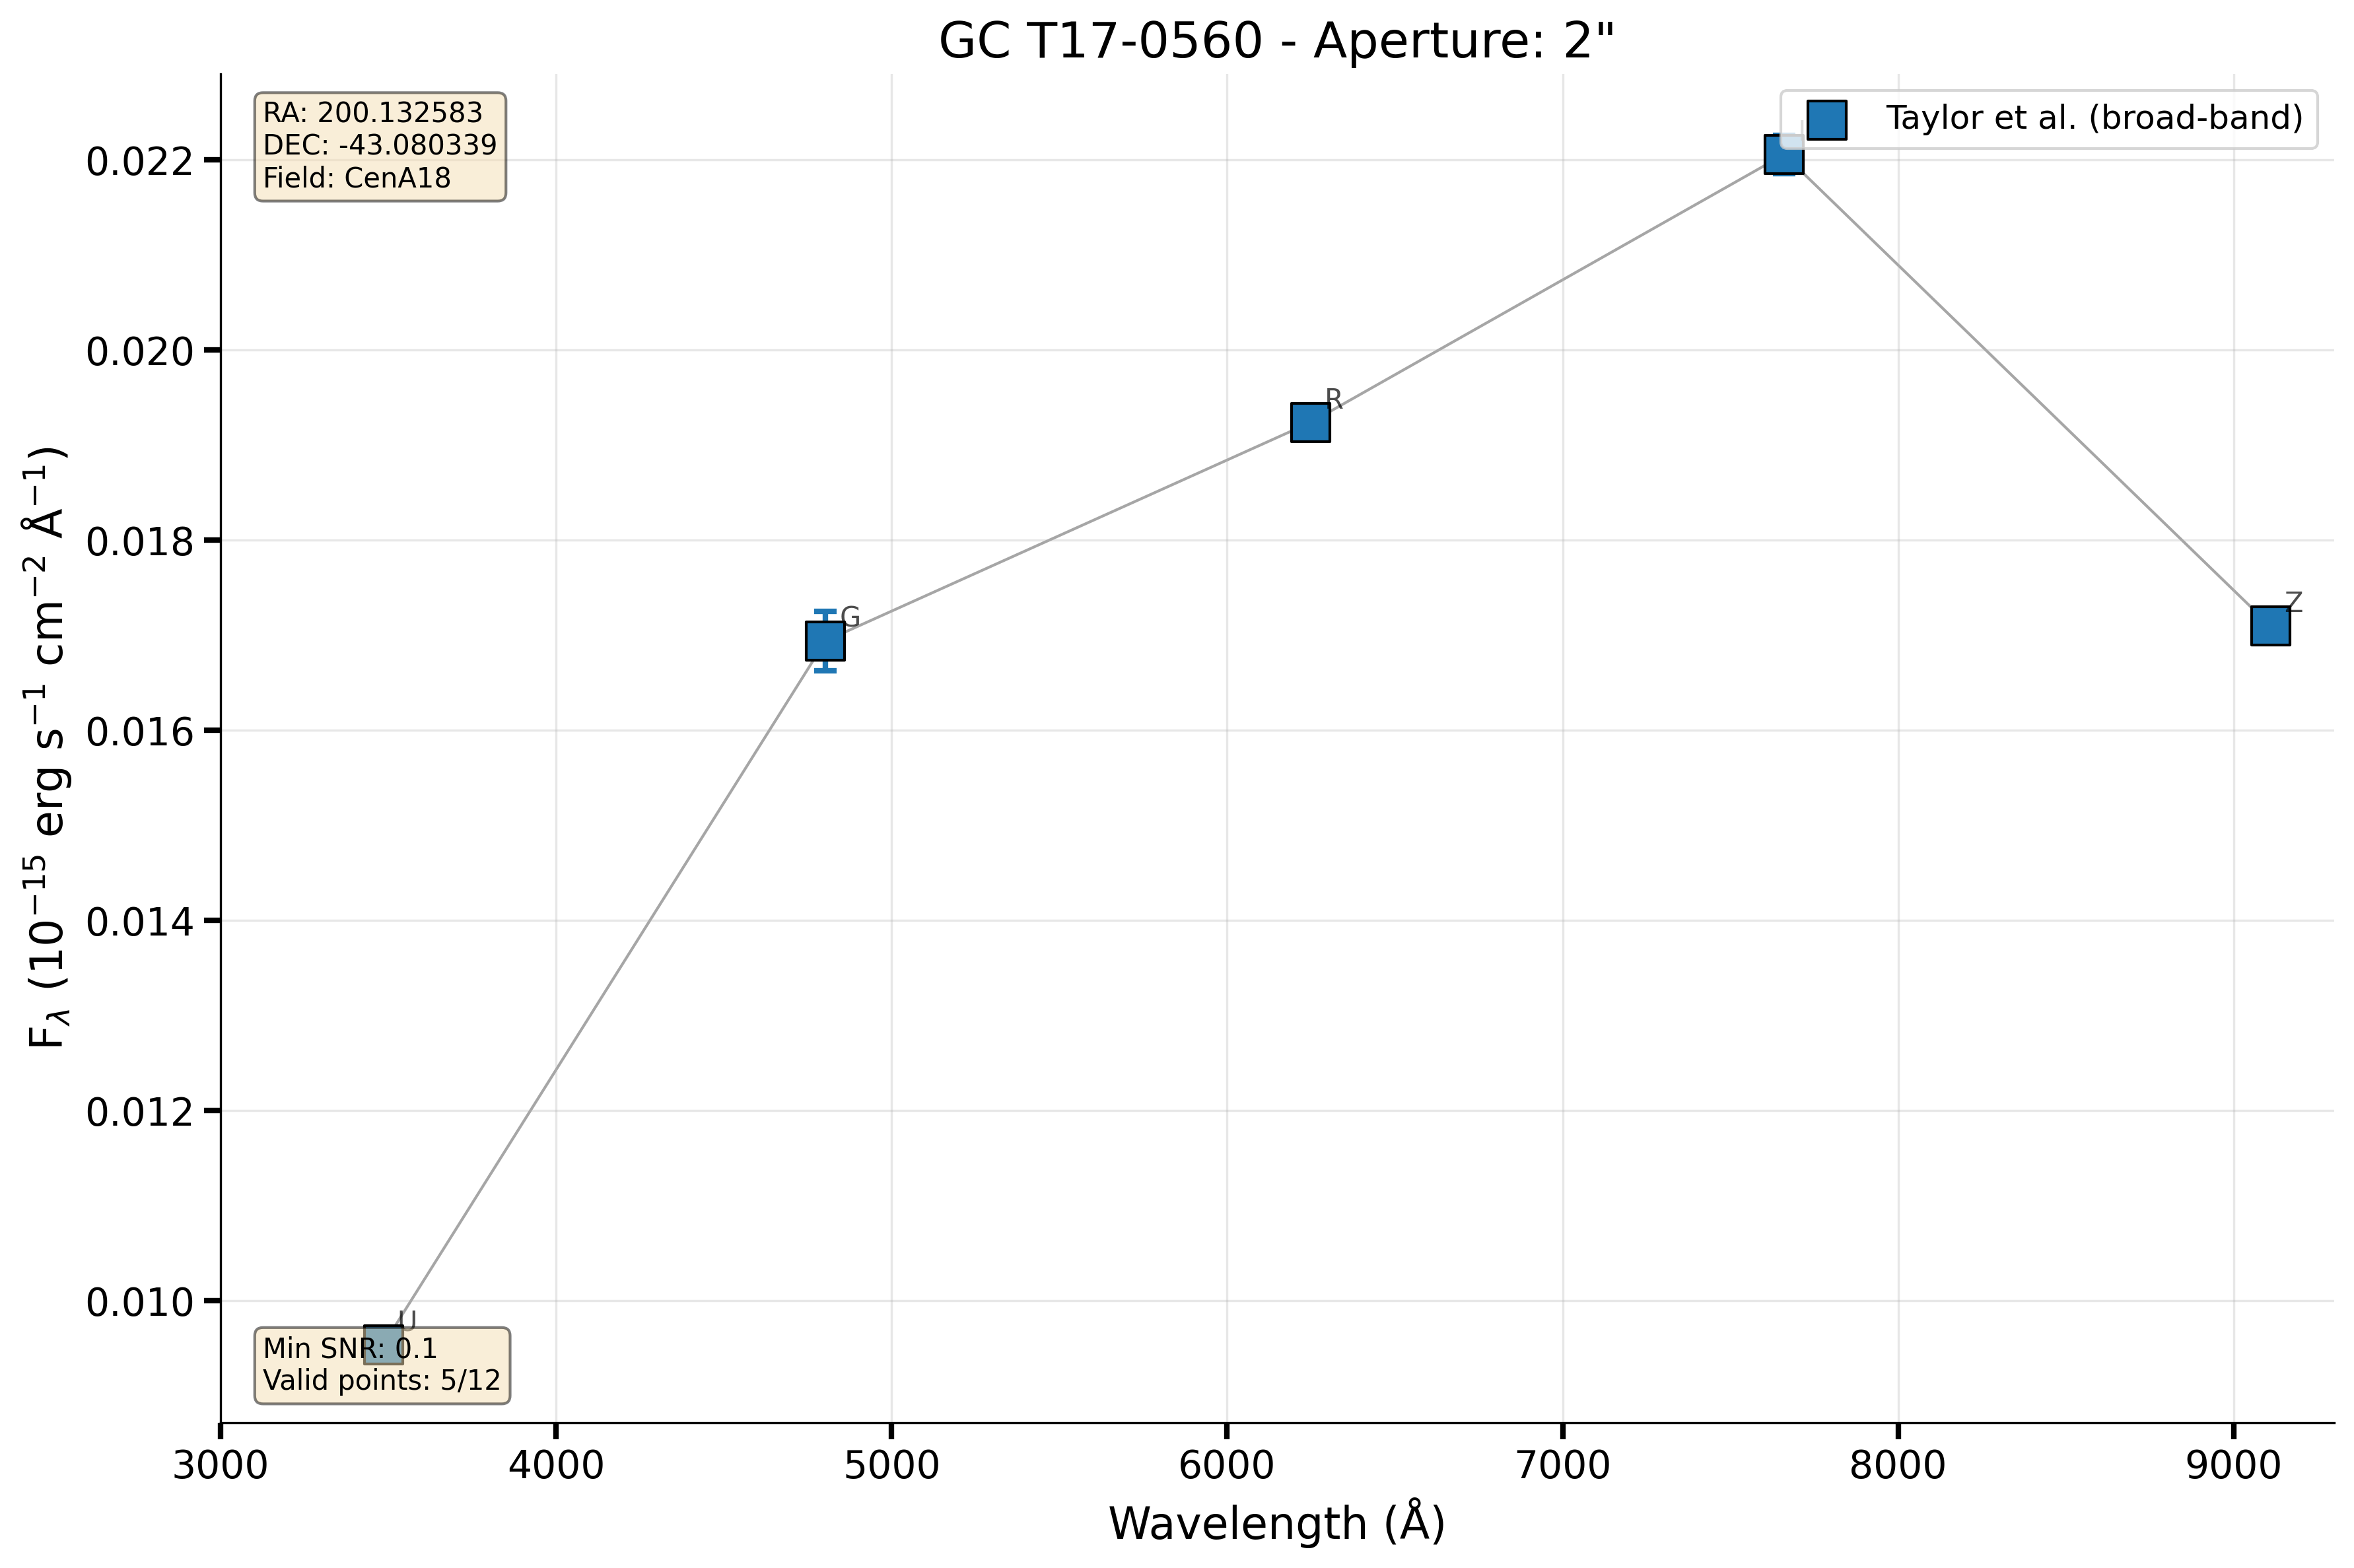 GC T17-0560 - Aperture: 2"
RA: 200.132583
DEC: -43.080339
Field: CenA18
Taylor et al. (broad-band)
0.022
0.020
0.018
0.016
0.014
0.012
0.010
F_λ (10⁻¹⁵ erg s⁻¹ cm⁻² Å⁻¹)
U
G
R
I
Z
Min SNR: 0.1
Valid points: 5/12
3000 4000 5000 6000 7000 8000 9000
Wavelength (Å)